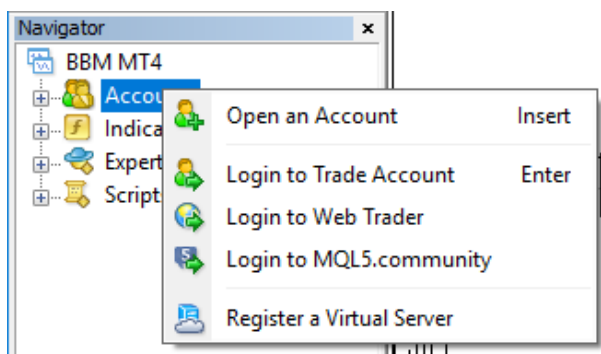 Navigator x
BBM MT4
Accou
Indica
Expert
Script
Open an Account Insert
Login to Trade Account Enter
Login to Web Trader
Login to MQL5.community
Register a Virtual Server